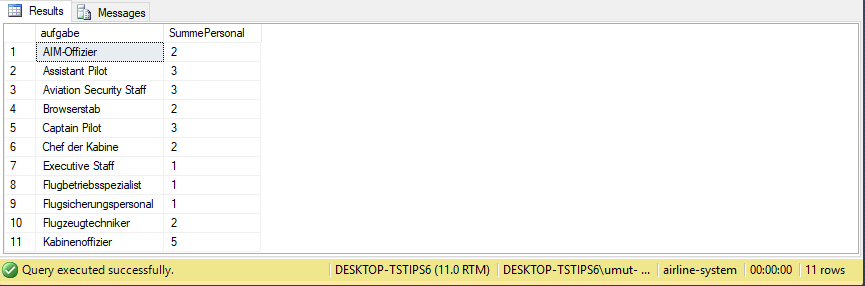 Results Messages
aufgabe SummePersonal
1 AIM-Offizier 2
2 Assistant Pilot 3
3 Aviation Security Staff 3
4 Browserstab 2
5 Captain Pilot 3
6 Chef der Kabine 2
7 Executive Staff 1
8 Flugbetriebsspezialist 1
9 Flugsicherungspersonal 1
10 Flugzeugtechniker 2
11 Kabinenoffizier 5
Query executed successfully. DESKTOP-TSTIPS6 (11.0 RTM) DESKTOP-TSTIPS6\umut- ... airline-system 00:00:00 11 rows